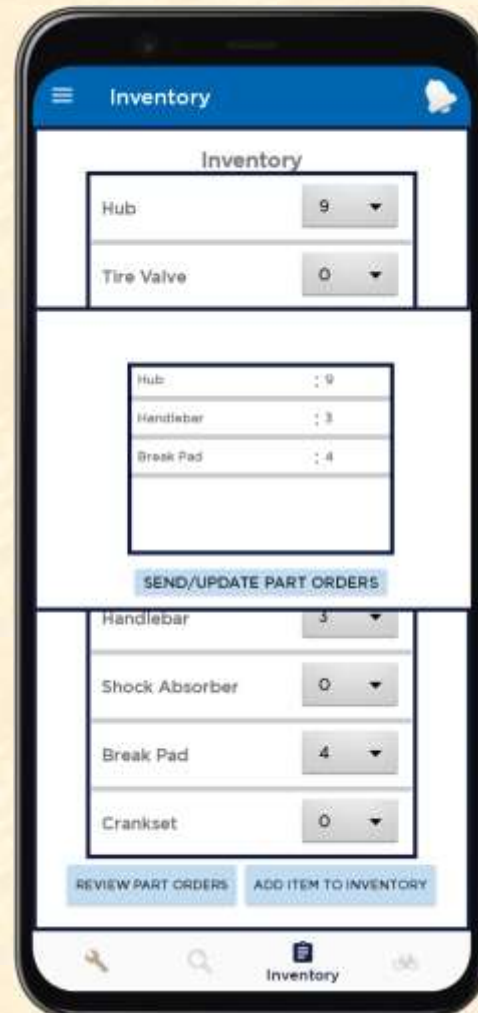 Inventory
Inventory
Hub 9
Tire Valve 0
Hub : 9
Handlebar : 3
Break Pad : 4
SEND/UPDATE PART ORDERS
Handlebar 3
Shock Absorber 0
Break Pad 4
Crankset 0
REVIEW PART ORDERS ADD ITEM TO INVENTORY
Inventory